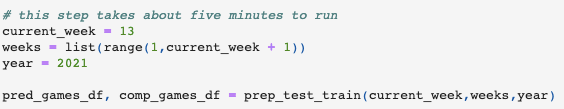 # this step takes about five minutes to run
current_week = 13
weeks = list(range(1,current_week + 1))
year = 2021
pred_games_df, comp_games_df = prep_test_train(current_week,weeks,year)